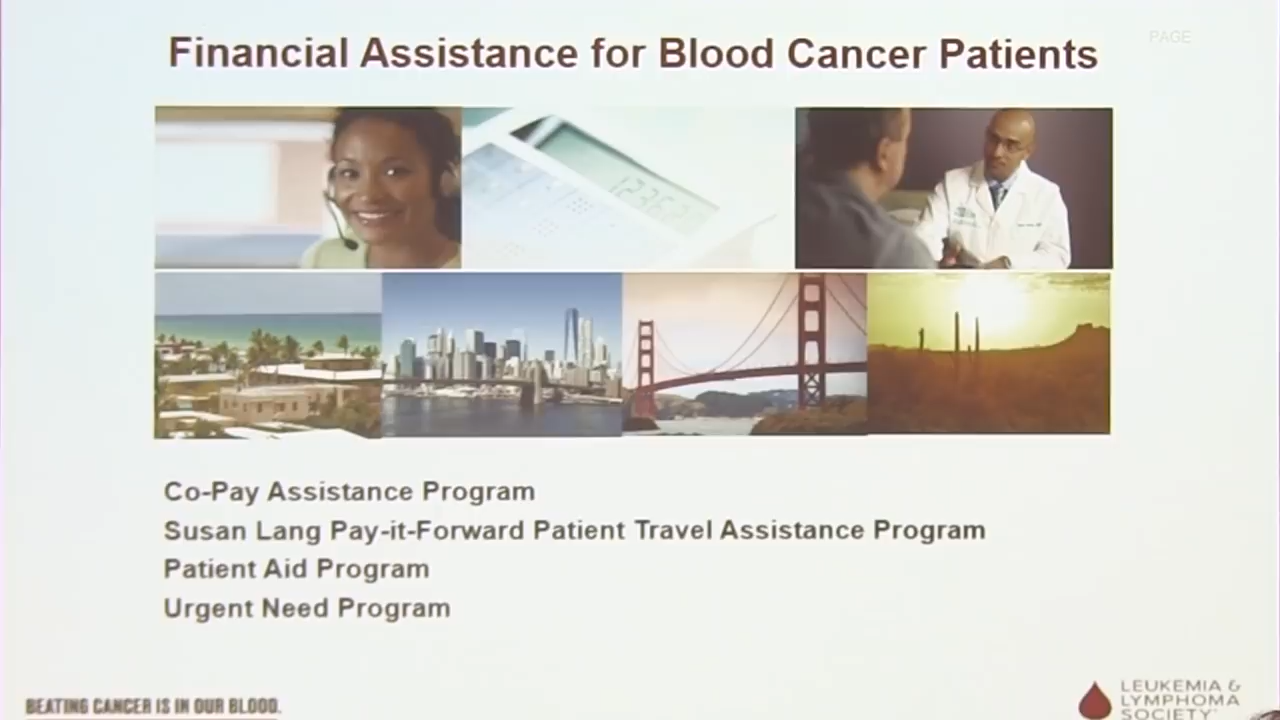 PAGE
Financial Assistance for Blood Cancer Patients
Co-Pay Assistance Program
Susan Lang Pay-it-Forward Patient Travel Assistance Program
Patient Aid Program
Urgent Need Program
BEATING CANCER IS IN OUR BLOOD.
LEUKEMIA &
LYMPHOMA
SOCIETY